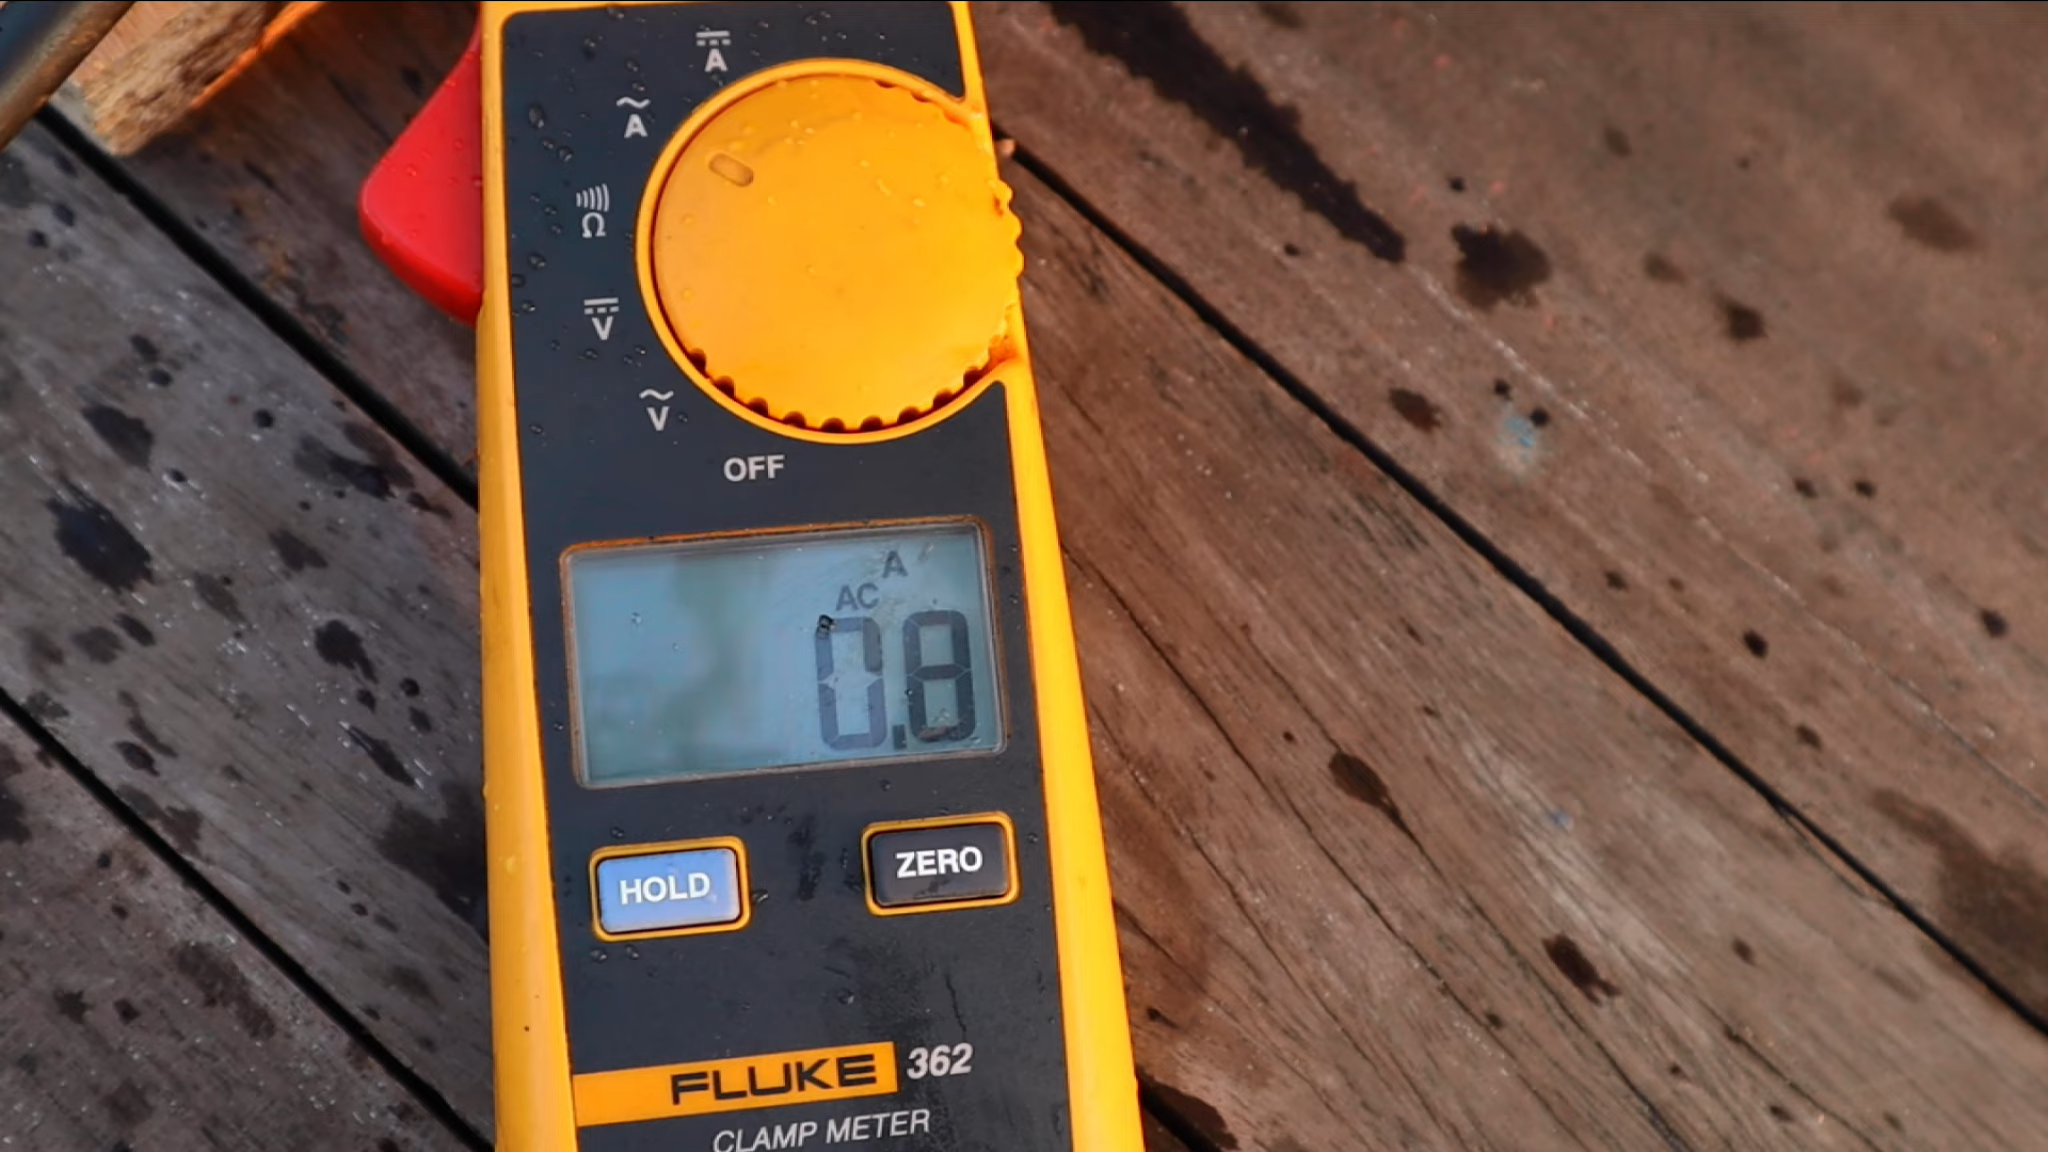 A
A
Ω
V
V
OFF
A
AC
0.8
HOLD
ZERO
FLUKE 362
CLAMP METER